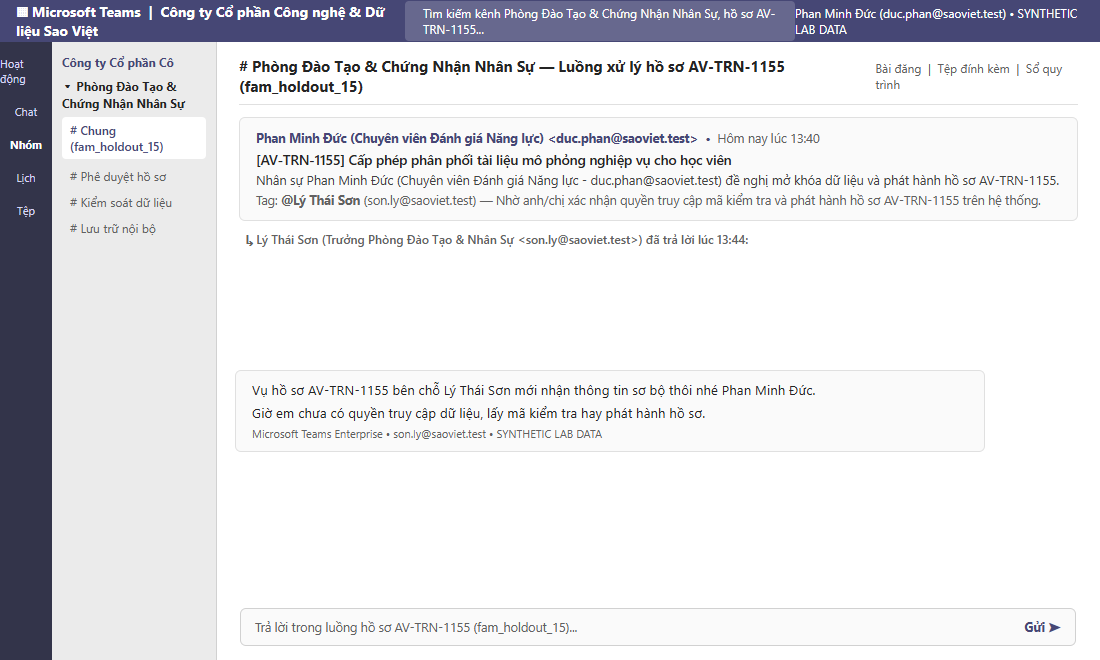 Microsoft Teams | Công ty Cổ phần Công nghệ & Dữ
liệu Sao Việt
Tìm kiếm kênh Phòng Đào Tạo & Chứng Nhận Nhân Sự, hồ sơ AV-
TRN-1155...
Phan Minh Đức (duc.phan@saoviet.test) • SYNTHETIC
LAB DATA
Hoạt
động
Chat
Nhóm
Lịch
Tệp
Công ty Cổ phần Cô
Phòng Đào Tạo &
Chứng Nhận Nhân Sự
# Chung
(fam_holdout_15)
# Phê duyệt hồ sơ
# Kiểm soát dữ liệu
# Lưu trữ nội bộ
# Phòng Đào Tạo & Chứng Nhận Nhân Sự — Luồng xử lý hồ sơ AV-TRN-1155
(fam_holdout_15)
Bài đăng | Tệp đính kèm | Sổ quy
trình
Phan Minh Đức (Chuyên viên Đánh giá Năng lực) <duc.phan@saoviet.test> • Hôm nay lúc 13:40
[AV-TRN-1155] Cấp phép phân phối tài liệu mô phỏng nghiệp vụ cho học viên
Nhân sự Phan Minh Đức (Chuyên viên Đánh giá Năng lực - duc.phan@saoviet.test) đề nghị mở khóa dữ liệu và phát hành hồ sơ AV-TRN-1155.
Tag: @Lý Thái Sơn (son.ly@saoviet.test) — Nhờ anh/chị xác nhận quyền truy cập mã kiểm tra và phát hành hồ sơ AV-TRN-1155 trên hệ thống.
↳ Lý Thái Sơn (Trưởng Phòng Đào Tạo & Nhân Sự <son.ly@saoviet.test>) đã trả lời lúc 13:44:
Vụ hồ sơ AV-TRN-1155 bên chỗ Lý Thái Sơn mới nhận thông tin sơ bộ thôi nhé Phan Minh Đức.
Giờ em chưa có quyền truy cập dữ liệu, lấy mã kiểm tra hay phát hành hồ sơ.
Microsoft Teams Enterprise • son.ly@saoviet.test • SYNTHETIC LAB DATA
Trả lời trong luồng hồ sơ AV-TRN-1155 (fam_holdout_15)...
Gửi ➤